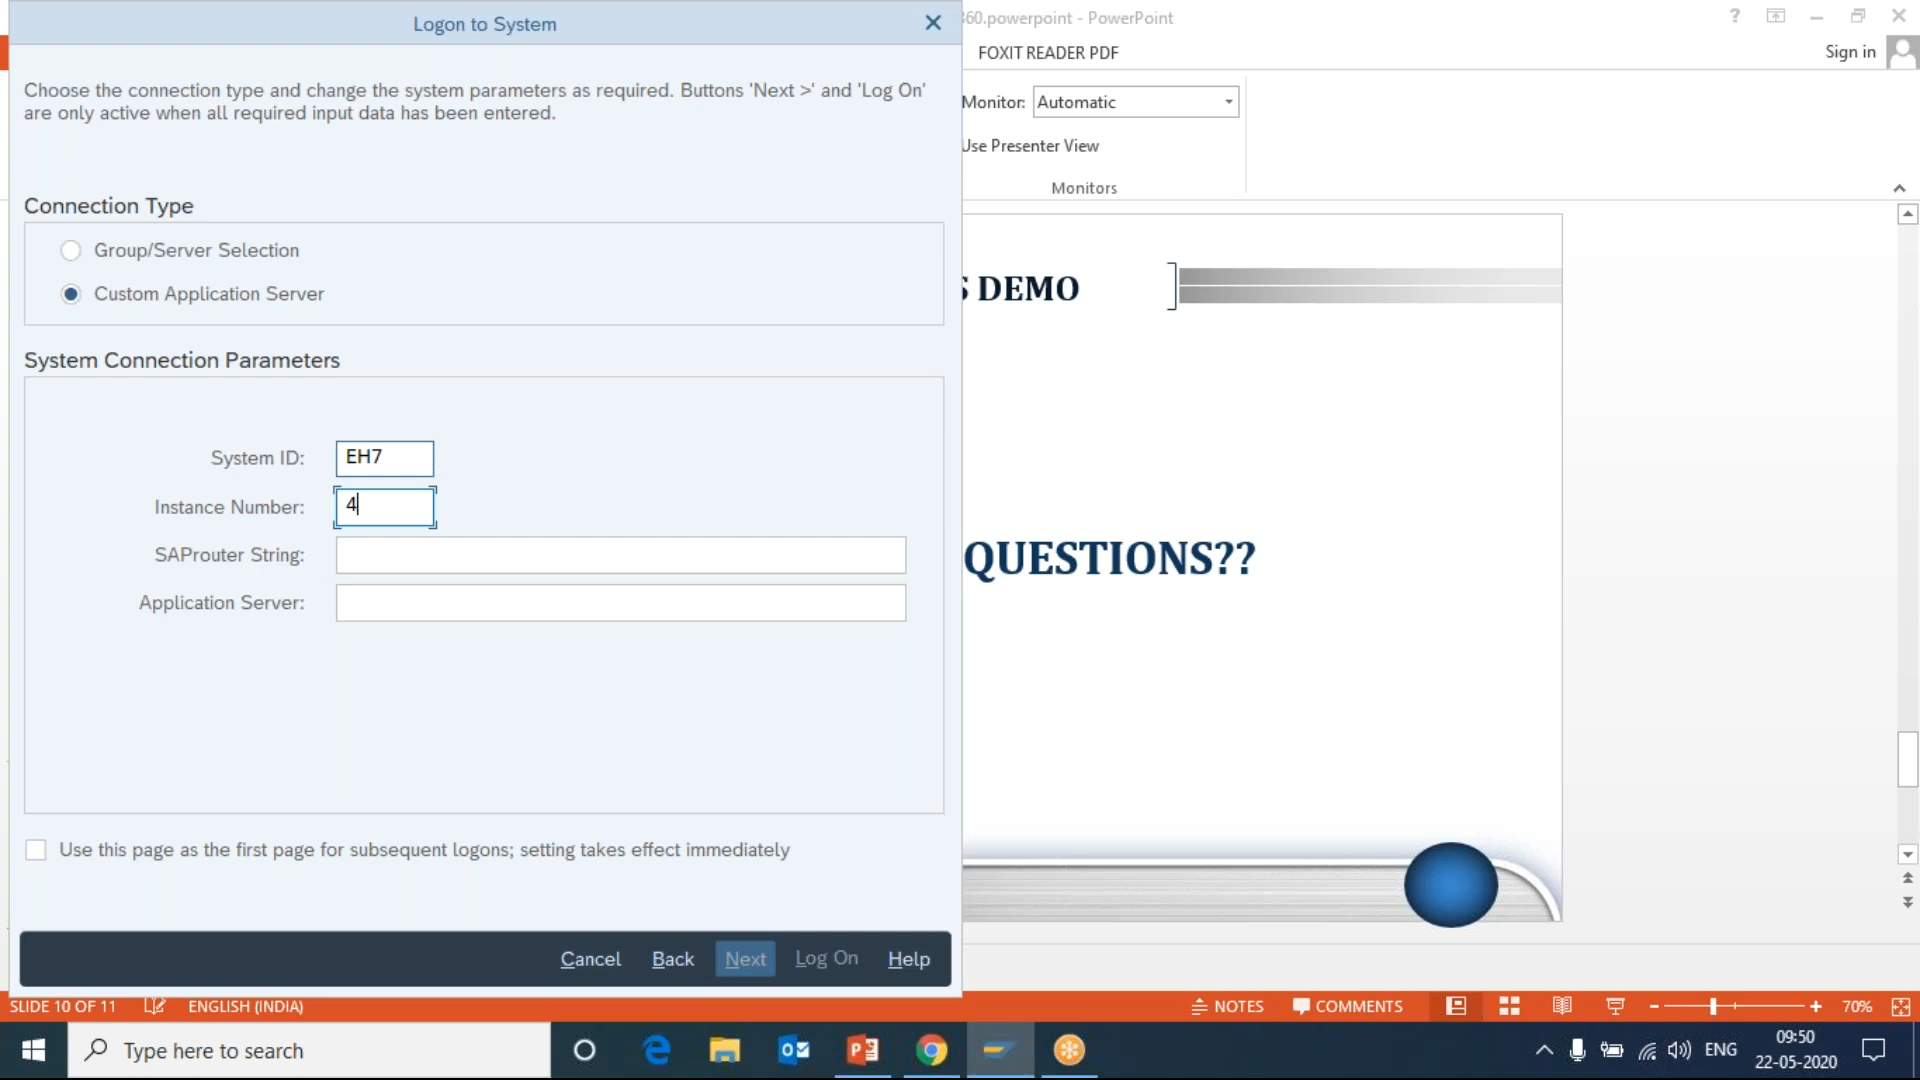 Logon to System
Choose the connection type and change the system parameters as required. Buttons 'Next >' and 'Log On'
are only active when all required input data has been entered.
Connection Type
Group/Server Selection
Custom Application Server
System Connection Parameters
System ID: EH7
Instance Number: 4
SAProuter String:
Application Server:
Use this page as the first page for subsequent logons; setting takes effect immediately
Cancel Back Next Log On Help
60.powerpoint - PowerPoint
FOXIT READER PDF
Sign in
Monitor: Automatic
Use Presenter View
Monitors
S DEMO
QUESTIONS??
SLIDE 10 OF 11 ENGLISH (INDIA) NOTES COMMENTS 70%
Type here to search
ENG
09:50
22-05-2020